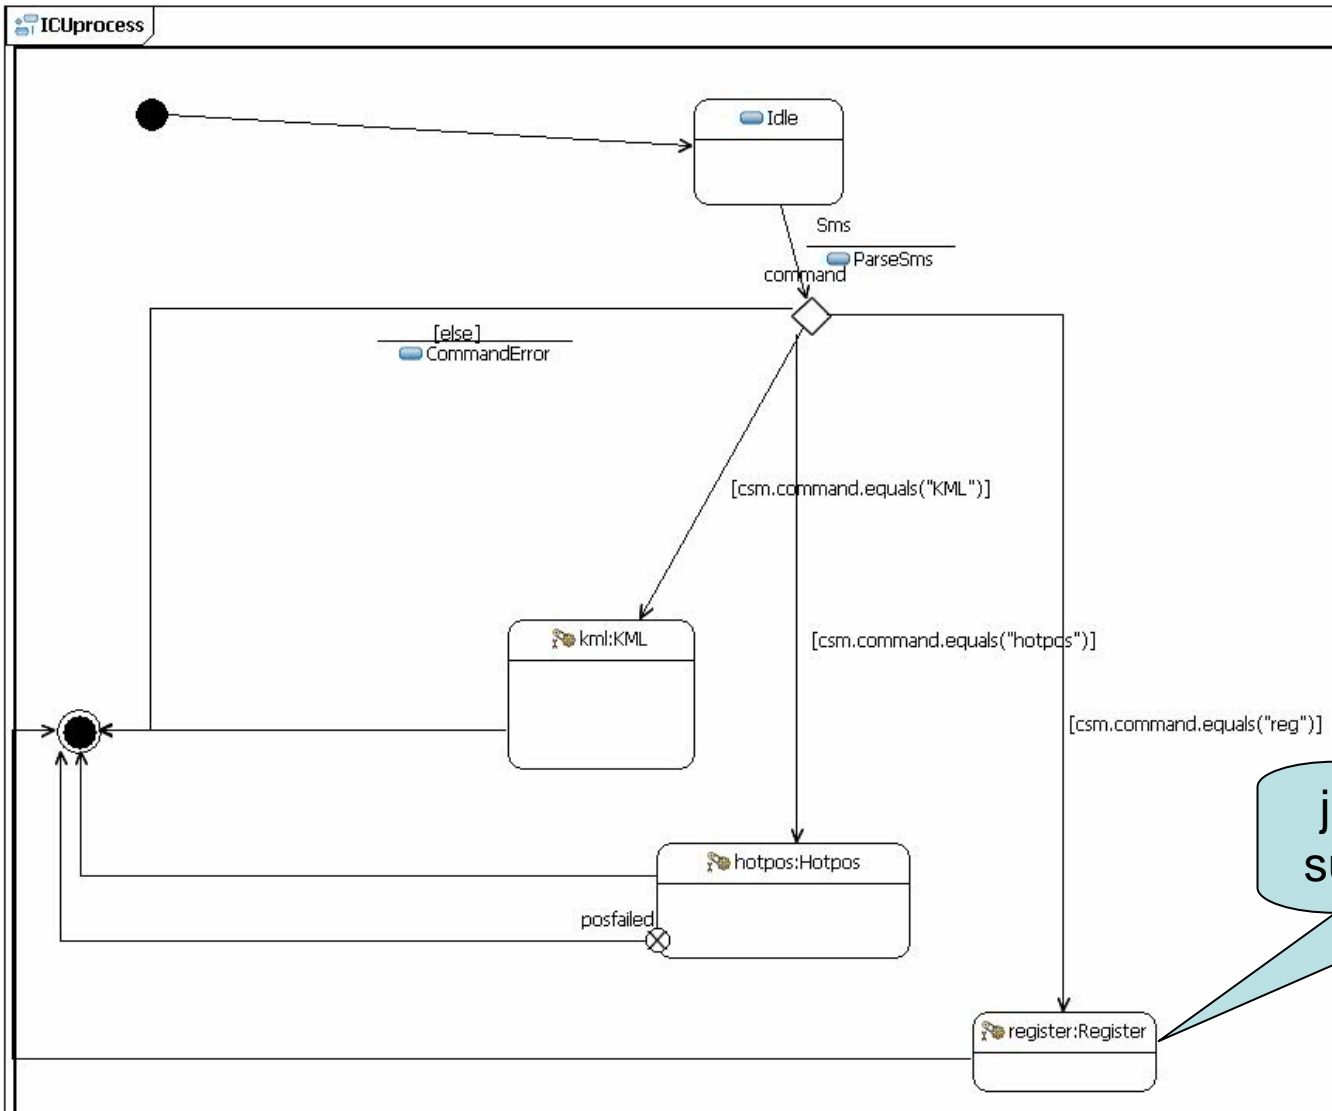 ICUprocess
Idle
Sms
ParseSms
command
[else]
CommandError
[csm.command.equals("KML")]
kml:KML
[csm.command.equals("hotpos")]
[csm.command.equals("reg")]
hotpos:Hotpos
posfailed
register:Register